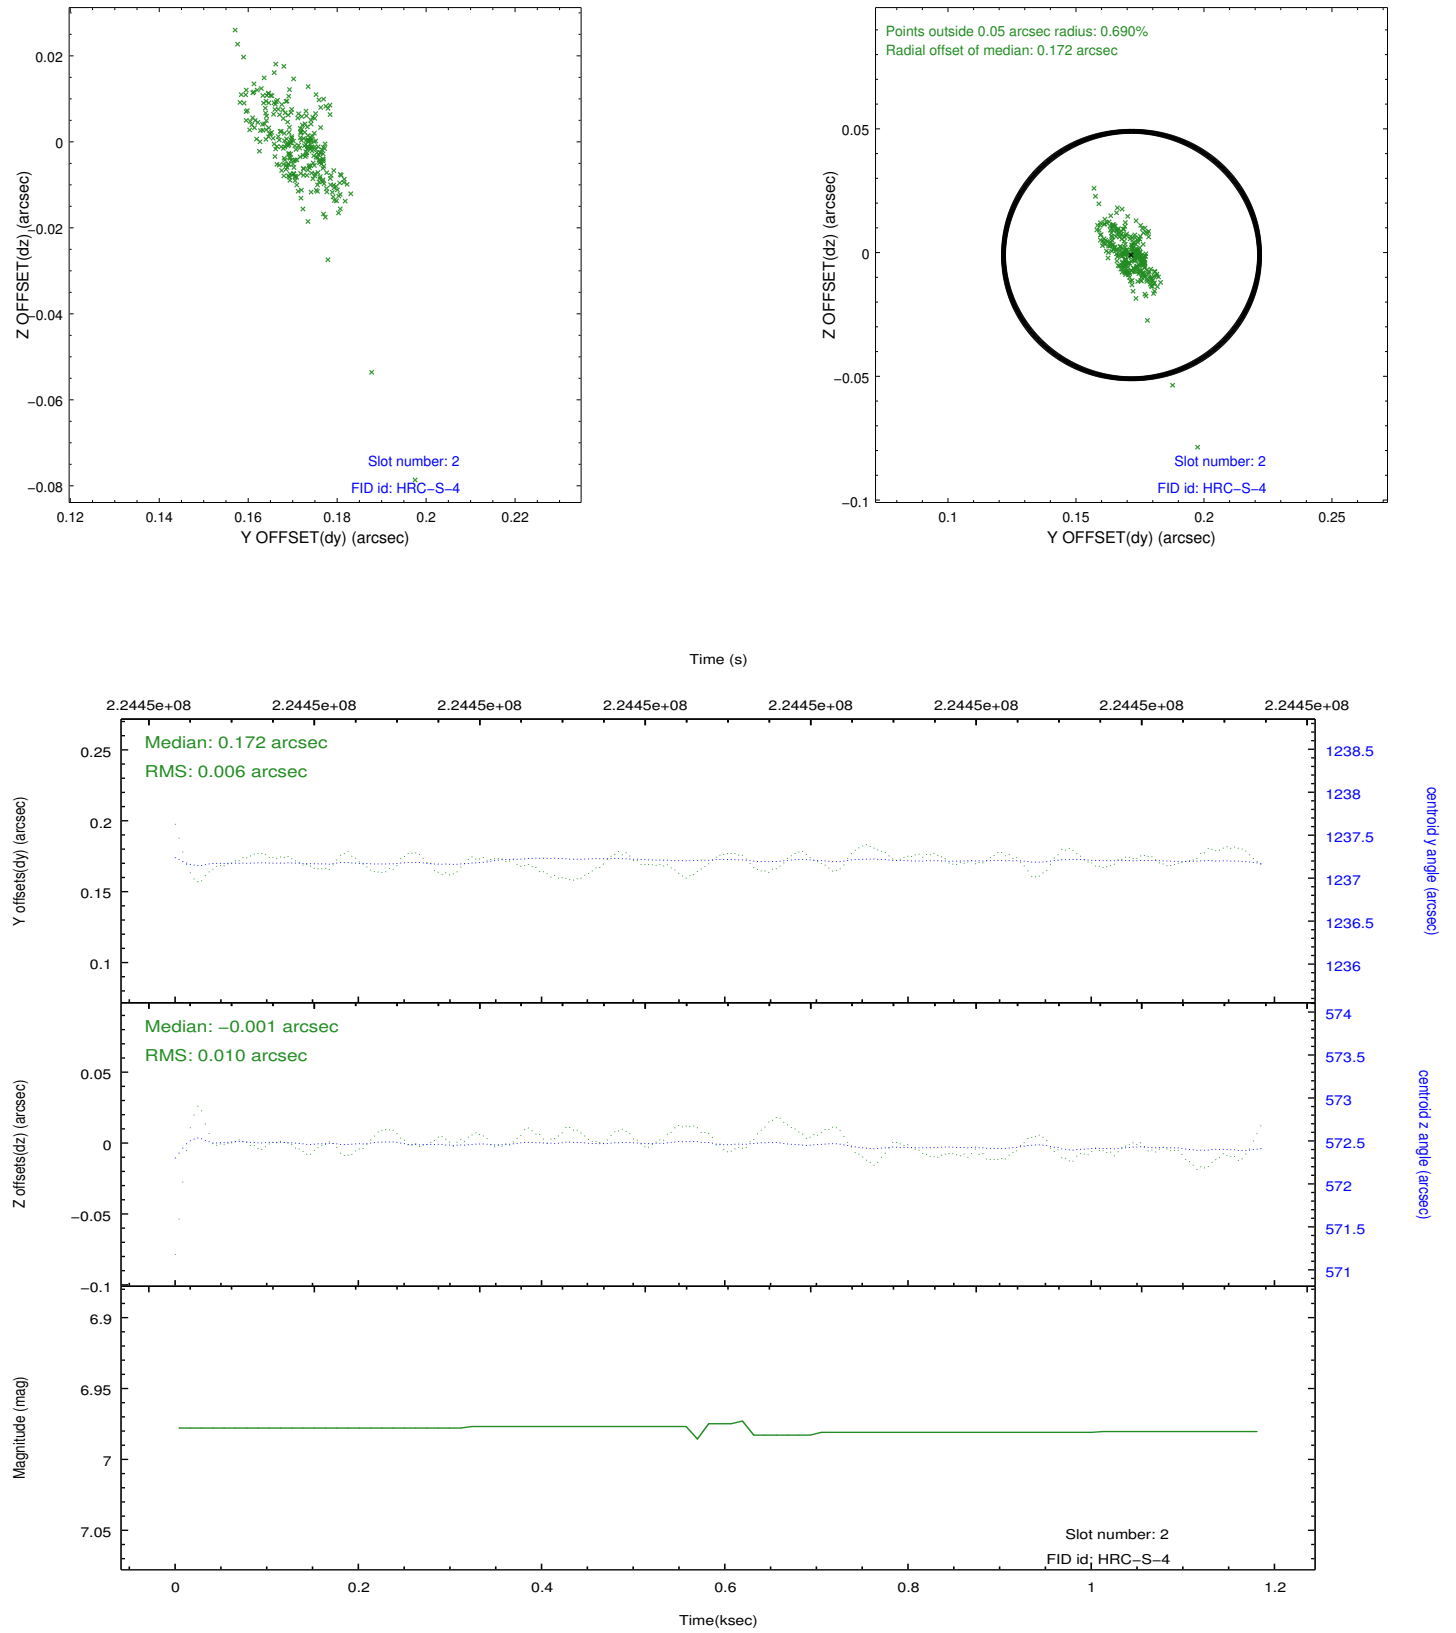 0.02
0
−0.02
−0.04
−0.06
−0.08
Z OFFSET(dz) (arcsec)
Slot number: 2
FID id: HRC−S−4
0.12 0.14 0.16 0.18 0.2 0.22
Y OFFSET(dy) (arcsec)
Points outside 0.05 arcsec radius: 0.690%
Radial offset of median: 0.172 arcsec
0.05
0
−0.05
−0.1
Z OFFSET(dz) (arcsec)
Slot number: 2
FID id: HRC−S−4
0.1 0.15 0.2 0.25
Y OFFSET(dy) (arcsec)
Time (s)
2.2445e+08 2.2445e+08 2.2445e+08 2.2445e+08 2.2445e+08 2.2445e+08 2.2445e+08 2.2445e+08
Median: 0.172 arcsec
RMS: 0.006 arcsec
0.25
0.2
0.15
0.1
Y offsets(dy) (arcsec)
1238.5
1238
1237.5
1237
1236.5
1236
centroid y angle (arcsec)
Median: −0.001 arcsec
RMS: 0.010 arcsec
0.05
0
−0.05
−0.1
Z offsets(dz) (arcsec)
574
573.5
573
572.5
572
571.5
571
centroid z angle (arcsec)
6.9
6.95
7
7.05
Magnitude (mag)
Slot number: 2
FID id: HRC−S−4
0 0.2 0.4 0.6 0.8 1 1.2
Time(ksec)